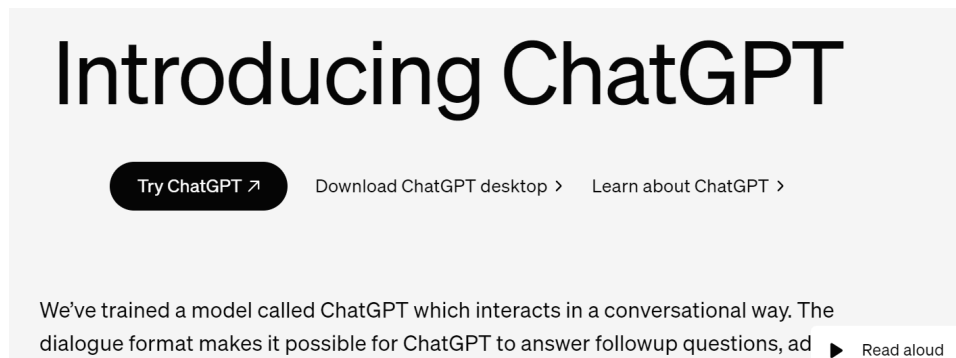 Introducing ChatGPT
Try ChatGPT ↗ Download ChatGPT desktop > Learn about ChatGPT >
We’ve trained a model called ChatGPT which interacts in a conversational way. The
dialogue format makes it possible for ChatGPT to answer followup questions,
Read aloud